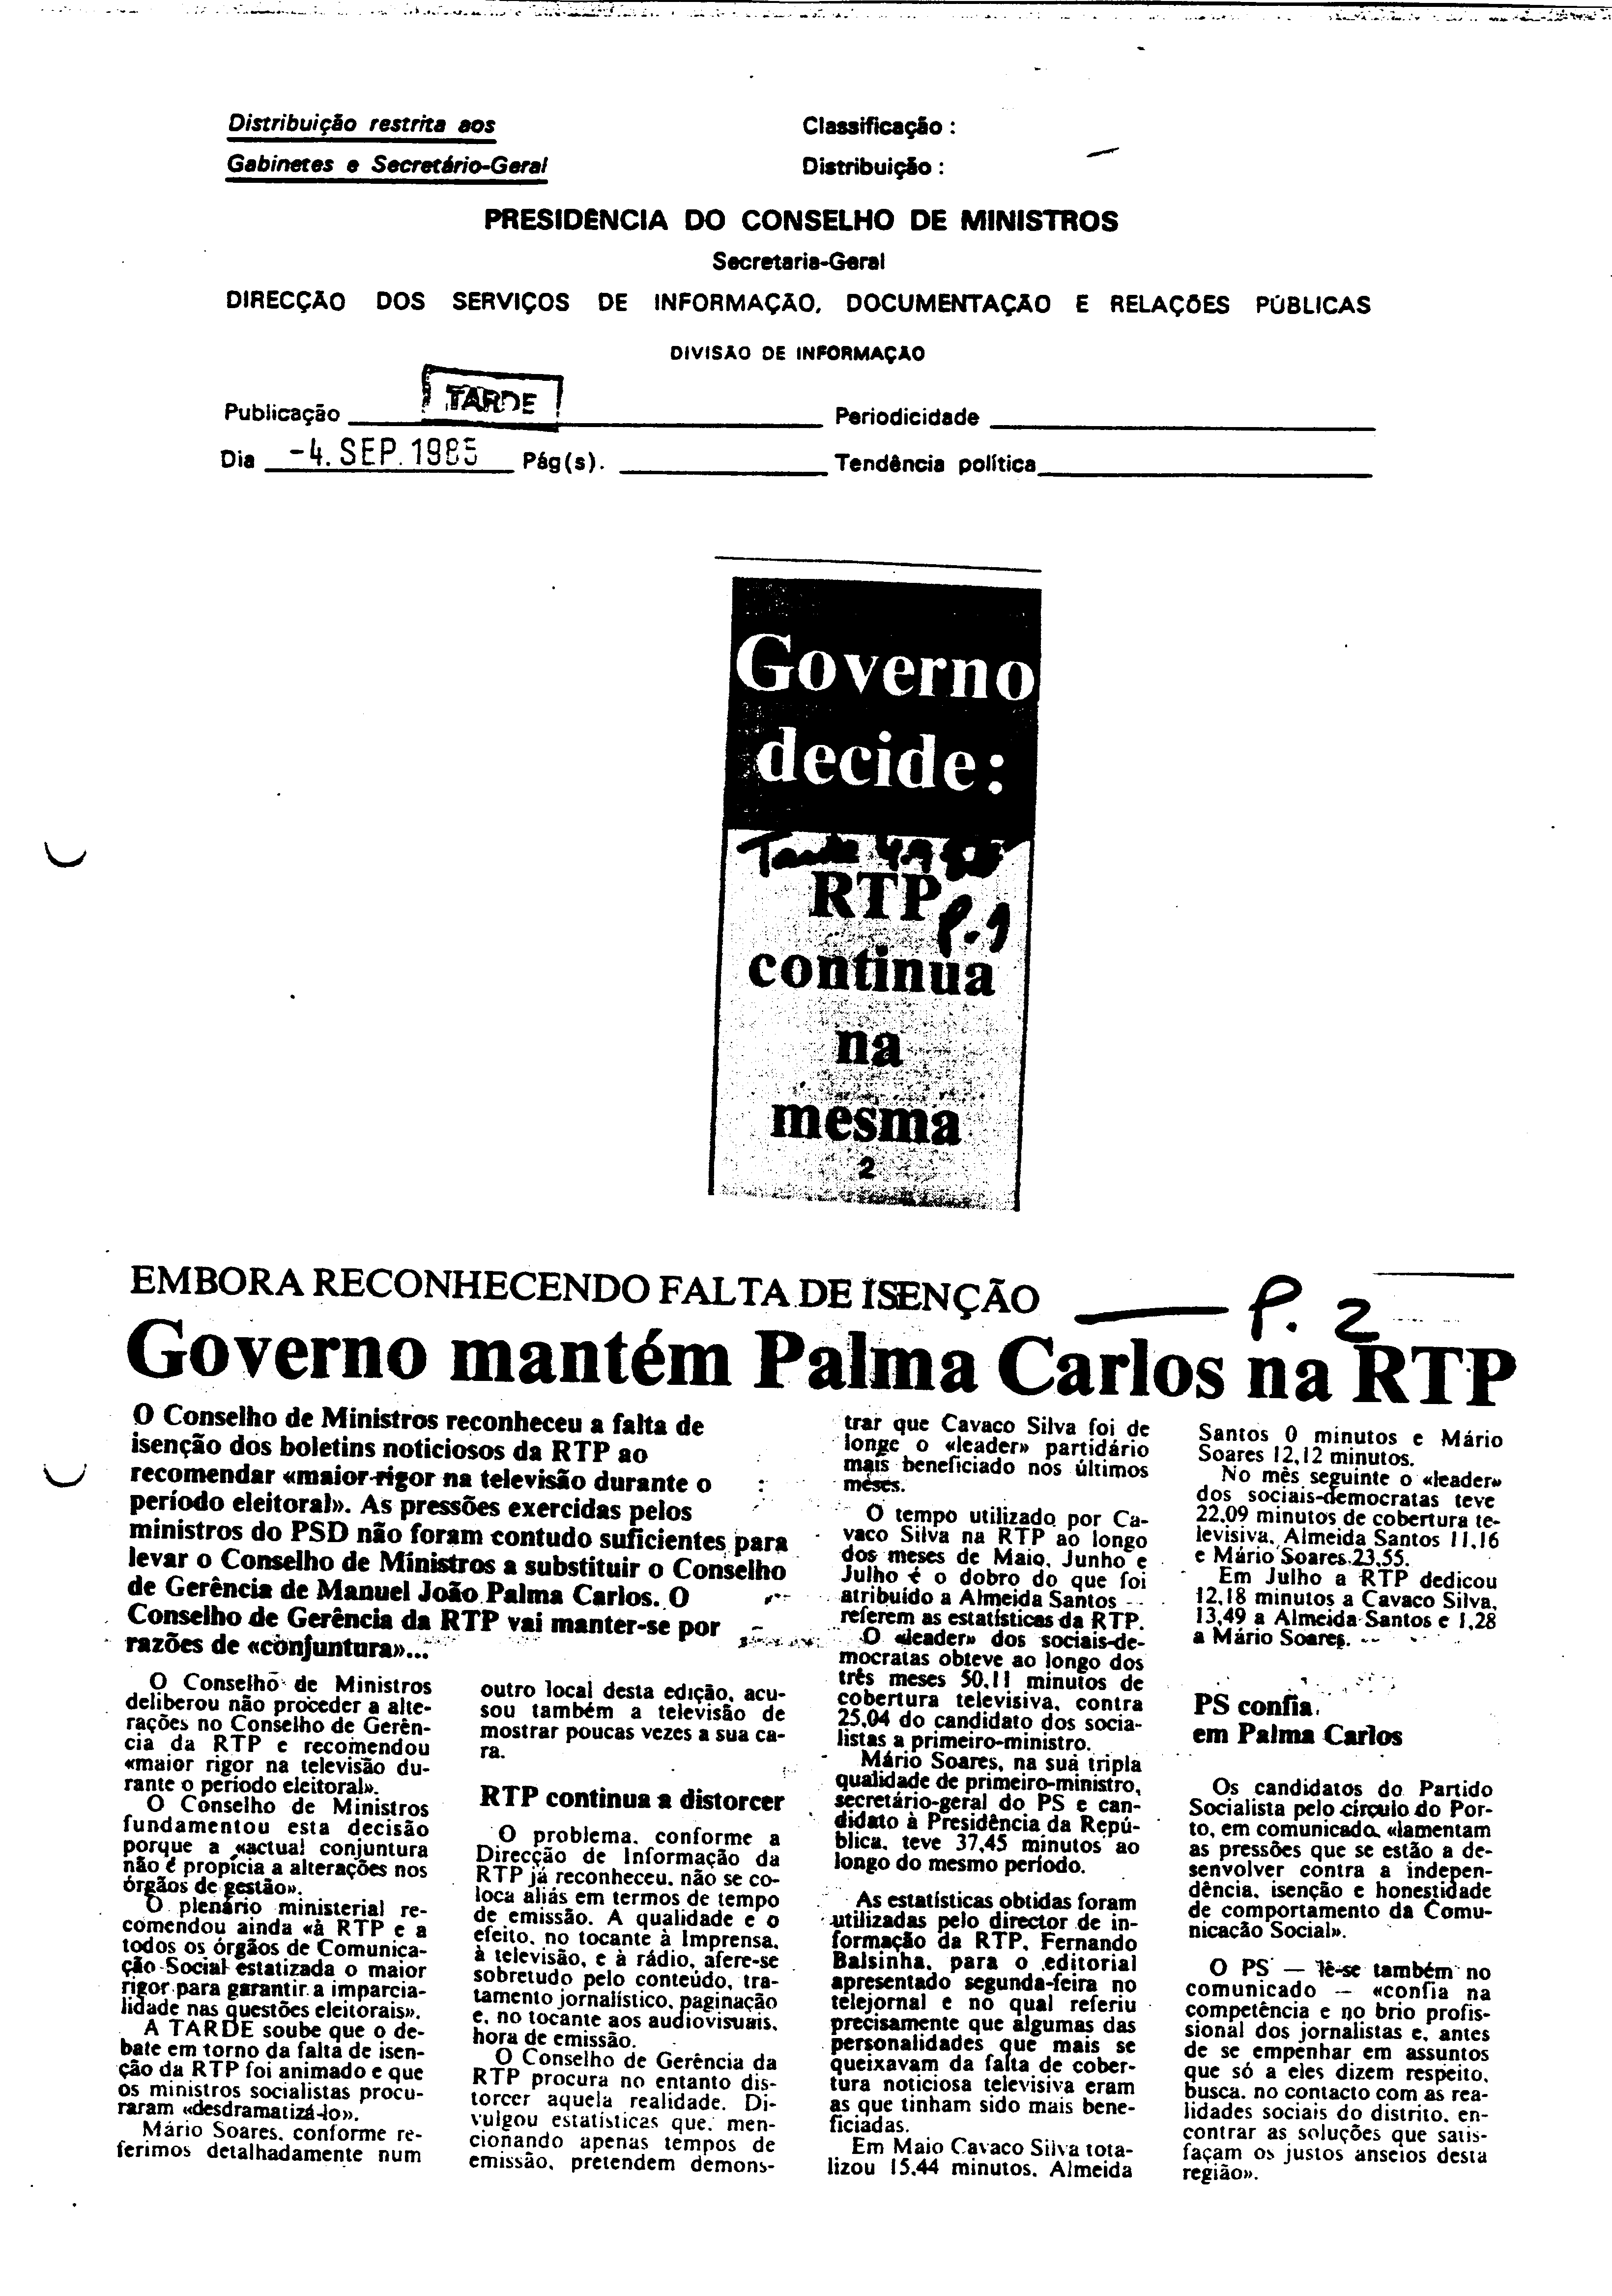 Distribuição restrita aos
Gabinetes e Secretário-Geral
Classificação :
Distribuição :
PRESIDÊNCIA DO CONSELHO DE MINISTROS
Secretaria-Geral
DIRECÇÃO DOS SERVIÇOS DE INFORMAÇÃO, DOCUMENTAÇÃO E RELAÇÕES PÚBLICAS
DIVISÃO DE INFORMAÇÃO
Publicação TARDE Periodicidade
Dia -4. SEP. 1985 Pág(s). Tendência política
Governo
decide:
Tarde 4.9
RTP
P. 1
continua
na
mesma
2
EMBORA RECONHECENDO FALTA DE ISENÇÃO
P. 2
Governo mantém Palma Carlos na RTP
O Conselho de Ministros reconheceu a falta de
isenção dos boletins noticiosos da RTP ao
recomendar «maior rigor na televisão durante o
período eleitoral». As pressões exercidas pelos
ministros do PSD não foram contudo suficientes para
levar o Conselho de Ministros a substituir o Conselho
de Gerência de Manuel João Palma Carlos. O
Conselho de Gerência da RTP vai manter-se por
razões de «conjuntura»...
O Conselho de Ministros
deliberou não proceder a alte-
rações no Conselho de Gerên-
cia da RTP e recomendou
«maior rigor na televisão du-
rante o período eleitoral».
O Conselho de Ministros
fundamentou esta decisão
porque a «actual conjuntura
não é propícia a alterações nos
órgãos de gestão».
O plenário ministerial re-
comendou ainda «à RTP e a
todos os órgãos de Comunica-
ção Social estatizada o maior
rigor para garantir a imparcia-
lidade nas questões eleitorais».
A TARDE soube que o de-
bate em torno da falta de isen-
ção da RTP foi animado e que
os ministros socialistas procu-
raram «desdramatizá-lo».
Mário Soares, conforme re-
ferimos detalhadamente num
outro local desta edição, acu-
sou também a televisão de
mostrar poucas vezes a sua ca-
ra.
RTP continua a distorcer
O problema, conforme a
Direcção de Informação da
RTP já reconheceu, não se co-
loca aliás em termos de tempo
de emissão. A qualidade e o
efeito, no tocante à Imprensa,
à televisão, e à rádio, afere-se
sobretudo pelo conteúdo, tra-
tamento jornalístico, paginação
e, no tocante aos audiovisuais,
hora de emissão.
O Conselho de Gerência da
RTP procura no entanto dis-
torcer aquela realidade. Di-
vulgou estatísticas que, men-
cionando apenas tempos de
emissão, pretendem demons-
trar que Cavaco Silva foi de
longe o «leader» partidário
mais beneficiado nos últimos
meses.
O tempo utilizado por Ca-
vaco Silva na RTP ao longo
dos meses de Maio, Junho e
Julho é o dobro do que foi
atribuído a Almeida Santos --
referem as estatísticas da RTP.
O «leader» dos sociais-de-
mocratas obteve ao longo dos
três meses 50,11 minutos de
cobertura televisiva, contra
25,04 do candidato dos socia-
listas a primeiro-ministro.
Mário Soares, na sua tripla
qualidade de primeiro-ministro,
secretário-geral do PS e can-
didato à Presidência da Repú-
blica, teve 37,45 minutos ao
longo do mesmo período.
As estatísticas obtidas foram
utilizadas pelo director de in-
formação da RTP, Fernando
Balsinha, para o editorial
apresentado segunda-feira no
telejornal e no qual referiu
precisamente que algumas das
personalidades que mais se
queixavam da falta de cober-
tura noticiosa televisiva eram
as que tinham sido mais bene-
ficiadas.
Em Maio Cavaco Silva tota-
lizou 15,44 minutos, Almeida
Santos 0 minutos e Mário
Soares 12,12 minutos.
No mês seguinte o «leader»
dos sociais-democratas teve
22,09 minutos de cobertura te-
levisiva, Almeida Santos 11,16
e Mário Soares 23,55.
Em Julho a RTP dedicou
12,18 minutos a Cavaco Silva,
13,49 a Almeida Santos e 1,28
a Mário Soares.
PS confia
em Palma Carlos
Os candidatos do Partido
Socialista pelo círculo do Por-
to, em comunicado, «lamentam
as pressões que se estão a de-
senvolver contra a indepen-
dência, isenção e honestidade
de comportamento da Comu-
nicação Social».
O PS — lê-se também no
comunicado — «confia na
competência e no brio profis-
sional dos jornalistas e, antes
de se empenhar em assuntos
que só a eles dizem respeito,
busca, no contacto com as rea-
lidades sociais do distrito, en-
contrar as soluções que satis-
façam os justos anseios desta
região».